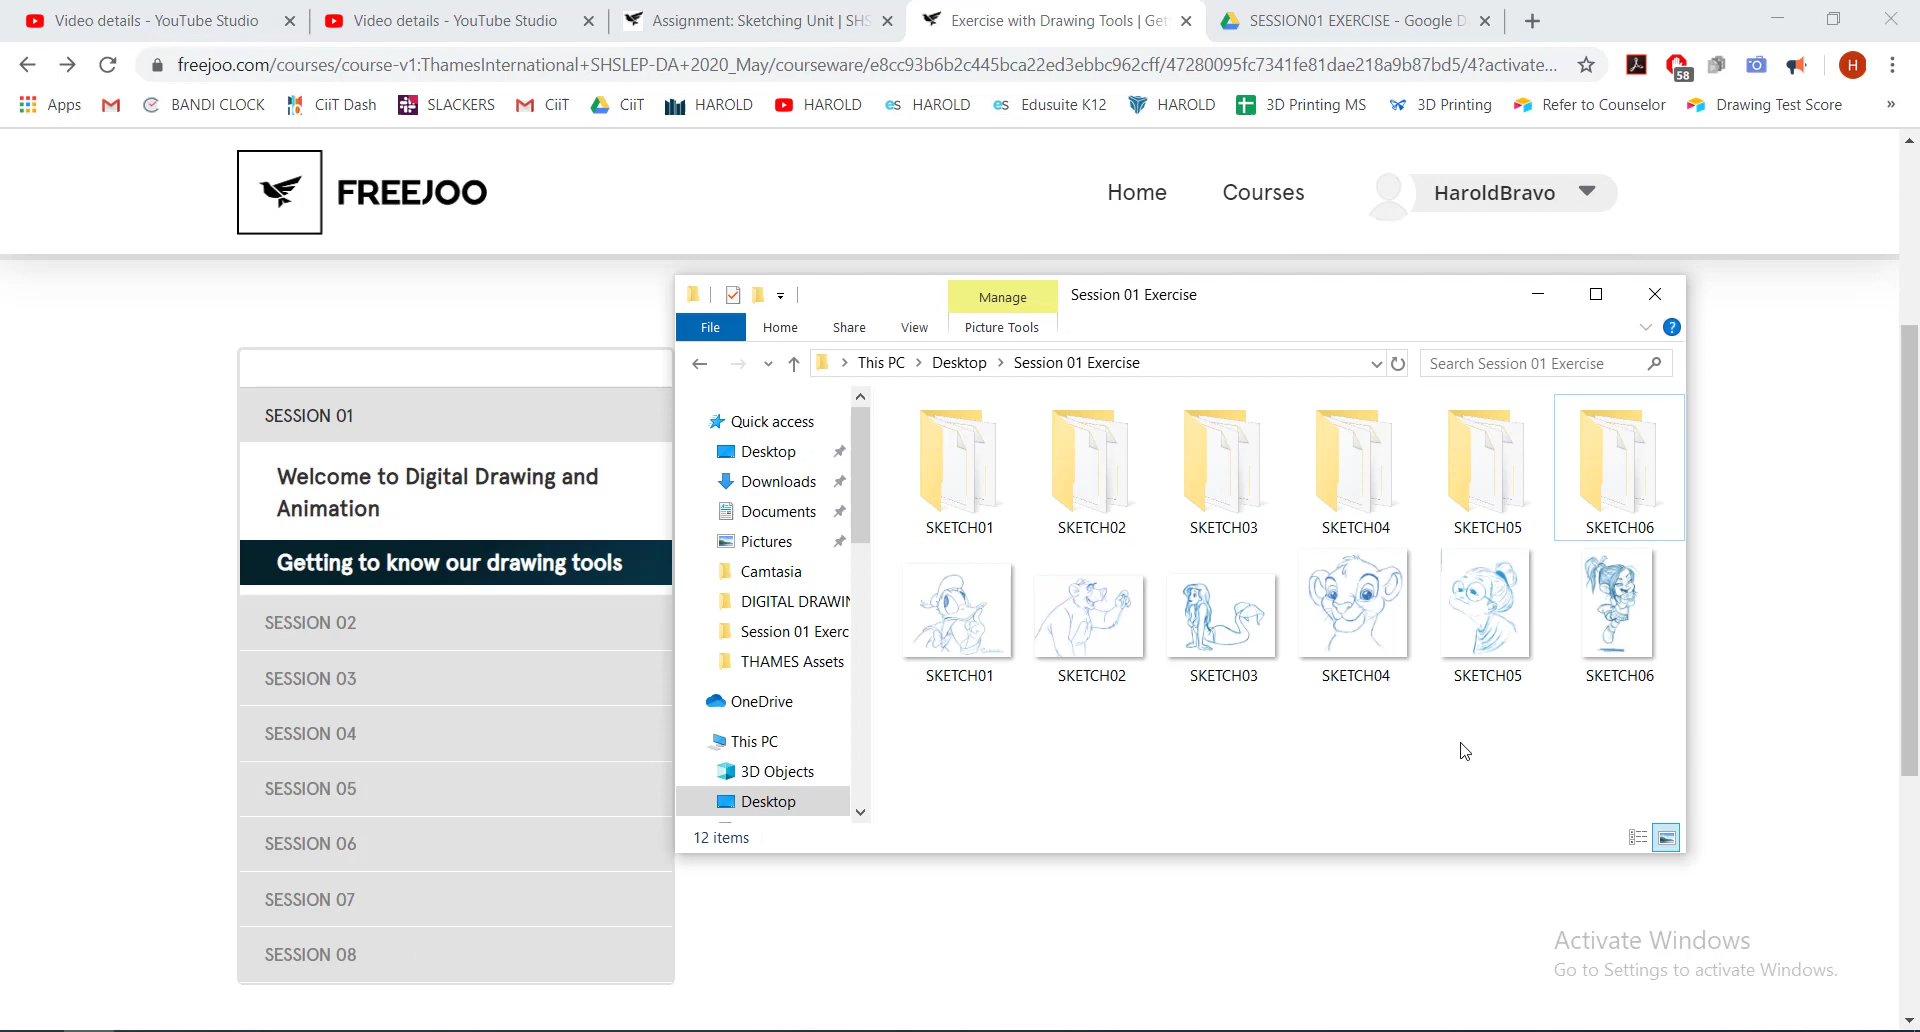 Video details - YouTube Studio
Video details - YouTube Studio
Assignment: Sketching Unit | SHS
Exercise with Drawing Tools | Get
SESSION01 EXERCISE - Google D
freejoo.com/courses/course-v1:ThamesInternational+SHSLEP-DA+2020_May/courseware/e8cc93b6b2c445bca22ed3ebbc962cff/47280095fc7341fe81dae218a9b87bd5/4?activate...
58
H
Apps
BANDI CLOCK
CiiT Dash
SLACKERS
CiiT
CiiT
HAROLD
HAROLD
es HAROLD
es Edusuite K12
HAROLD
3D Printing MS
3D Printing
Refer to Counselor
Drawing Test Score
»
FREEJOO
Home
Courses
HaroldBravo
SESSION 01
Welcome to Digital Drawing and
Animation
Getting to know our drawing tools
SESSION 02
SESSION 03
SESSION 04
SESSION 05
SESSION 06
SESSION 07
SESSION 08
Manage
Session 01 Exercise
File
Home
Share
View
Picture Tools
?
This PC > Desktop > Session 01 Exercise
Search Session 01 Exercise
Quick access
Desktop
Downloads
Documents
Pictures
Camtasia
DIGITAL DRAWIN
Session 01 Exerc
THAMES Assets
OneDrive
This PC
3D Objects
Desktop
SKETCH01
SKETCH02
SKETCH03
SKETCH04
SKETCH05
SKETCH06
SKETCH01
SKETCH02
SKETCH03
SKETCH04
SKETCH05
SKETCH06
12 items
Activate Windows
Go to Settings to activate Windows.